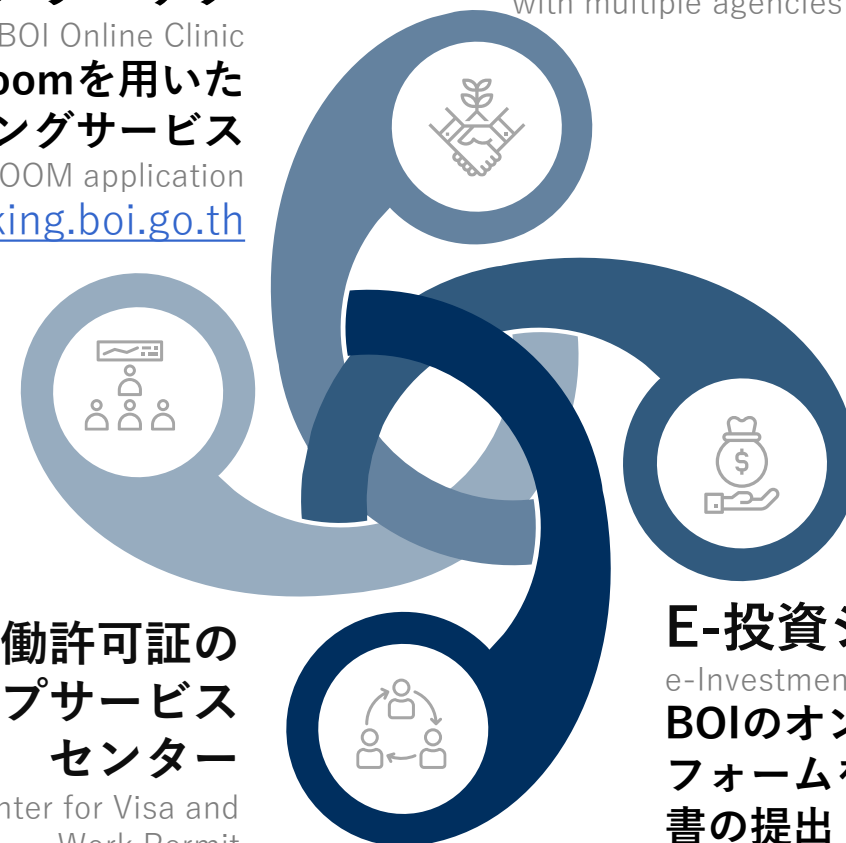 with multiple agencies
BOI Online Clinic
oomを用いた
ングサービス
OOM application
king.boi.go.th
働許可証の
プサービス
センター
nter for Visa and
Work Permit
$
E-投資
e-Investmen
BOIのオン
フォームを
書の提出